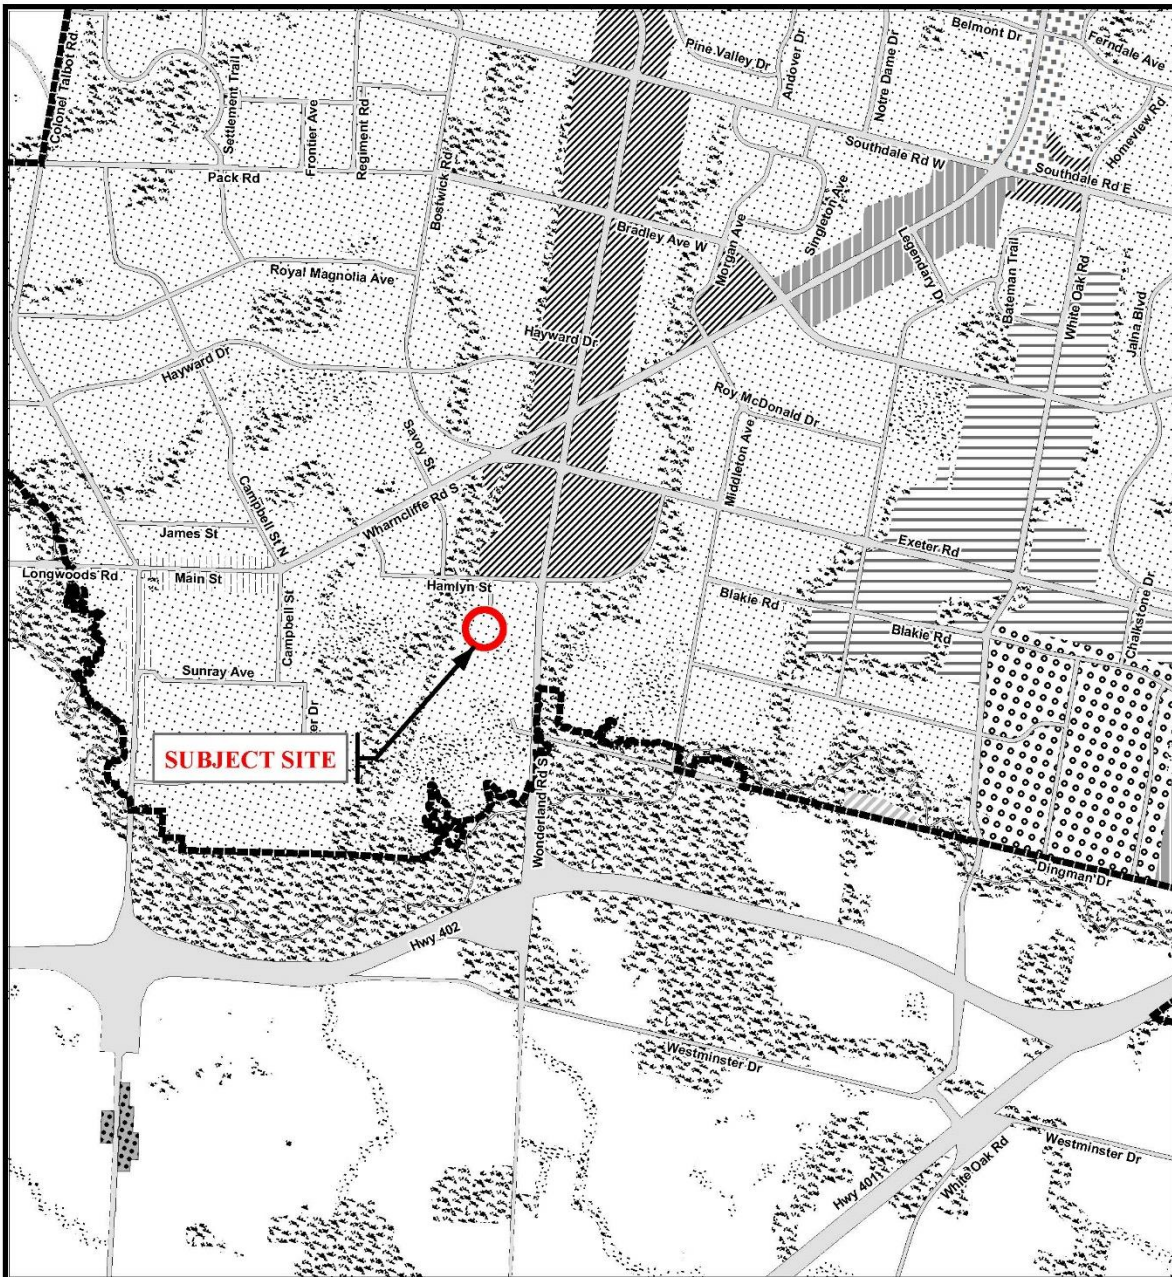 Belmont Dr
Ferndale Ave
Pine Valley Dr
Andover Dr
Notre Dame Dr
Homeview Rd
Colonel Talbot Rd
Settlement Trail
Frontier Ave
Regiment Rd
Pack Rd
Bostwick Rd
Southdale Rd W
Southdale Rd E
Bradley Ave W
Morgan Ave
Singleton Ave
Legendary Dr
Bateman Trail
White Oak Rd
Jalna Blvd
Royal Magnolia Ave
Hayward Dr
Hayward Dr
Roy McDonald Dr
Middleton Ave
Savoy St
Campbell St N
Wharncliffe Rd S
James St
Exeter Rd
Longwoods Rd
Main St
Hamlyn St
Campbell St
Blakie Rd
Blakie Rd
Chalkstone Dr
Sunray Ave
er Dr
SUBJECT SITE
Wonderland Rd S
Dingman Dr
Hwy 402
Westminster Dr
Westminster Dr
Hwy 401
White Oak Rd